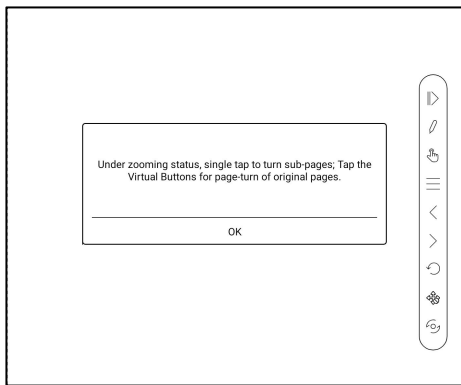 Under zooming status, single tap to turn sub-pages; Tap the
Virtual Buttons for page-turn of original pages.
OK